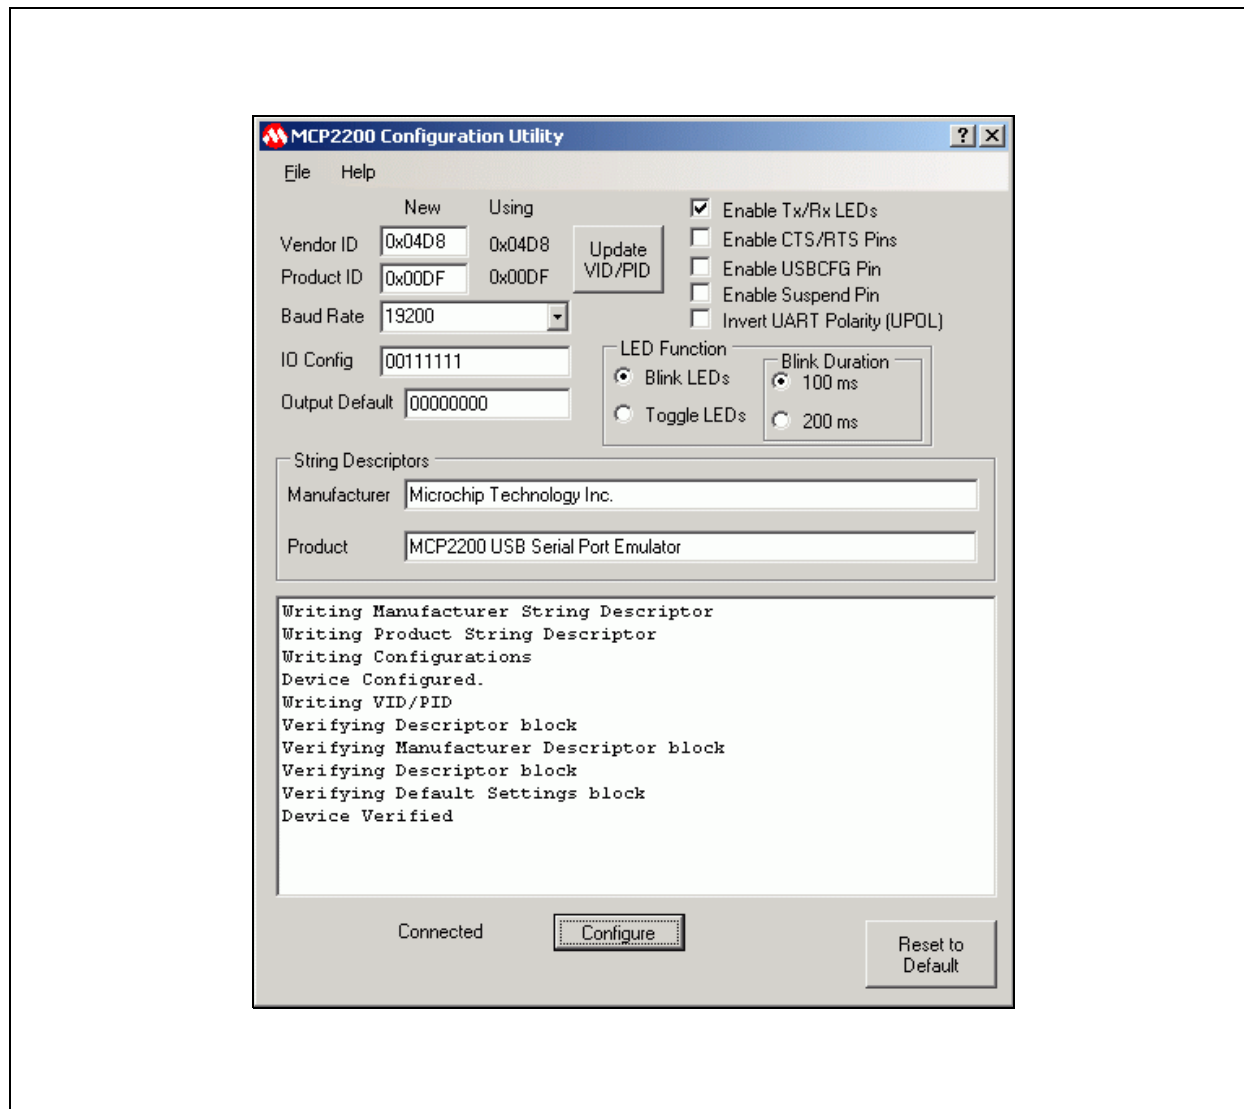 MCP2200 Configuration Utility
File Help
New Using
Vendor ID 0x04D8 0x04D8
Product ID 0x00DF 0x00DF
Update
VID/PID
Baud Rate 19200
IO Config 00111111
Output Default 00000000
Enable Tx/Rx LEDs
Enable CTS/RTS Pins
Enable USBCFG Pin
Enable Suspend Pin
Invert UART Polarity (UPOL)
LED Function
Blink LEDs
Toggle LEDs
Blink Duration
100 ms
200 ms
String Descriptors
Manufacturer Microchip Technology Inc.
Product MCP2200 USB Serial Port Emulator
Writing Manufacturer String Descriptor
Writing Product String Descriptor
Writing Configurations
Device Configured.
Writing VID/PID
Verifying Descriptor block
Verifying Manufacturer Descriptor block
Verifying Descriptor block
Verifying Default Settings block
Device Verified
Connected
Configure
Reset to
Default